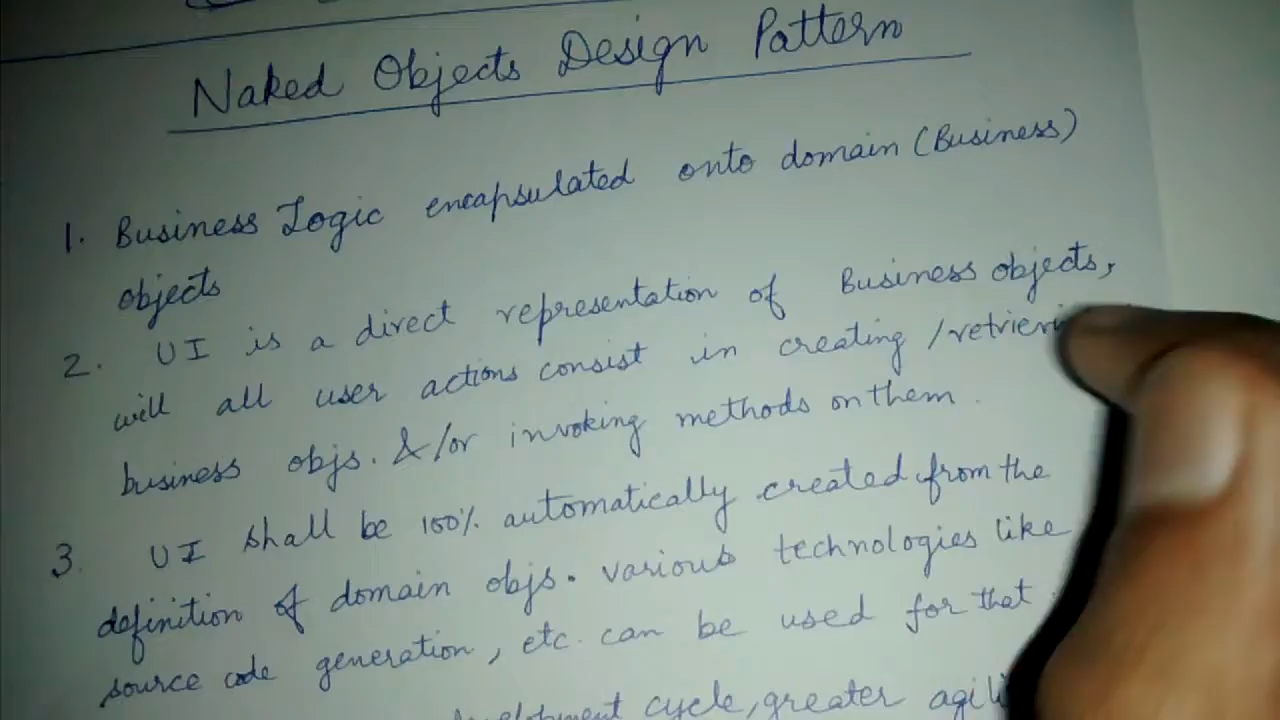 Naked Objects Design Pattern
1. Business Logic encapsulated onto domain (Business)
objects
2. UI is a direct representation of Business objects,
will all user actions consist in creating /retrievi
business objs. &/or invoking methods on them.
3. UI shall be 100% automatically created from the
definition of domain objs. various technologies like
source code generation, etc. can be used for that.
cycle, greater agili